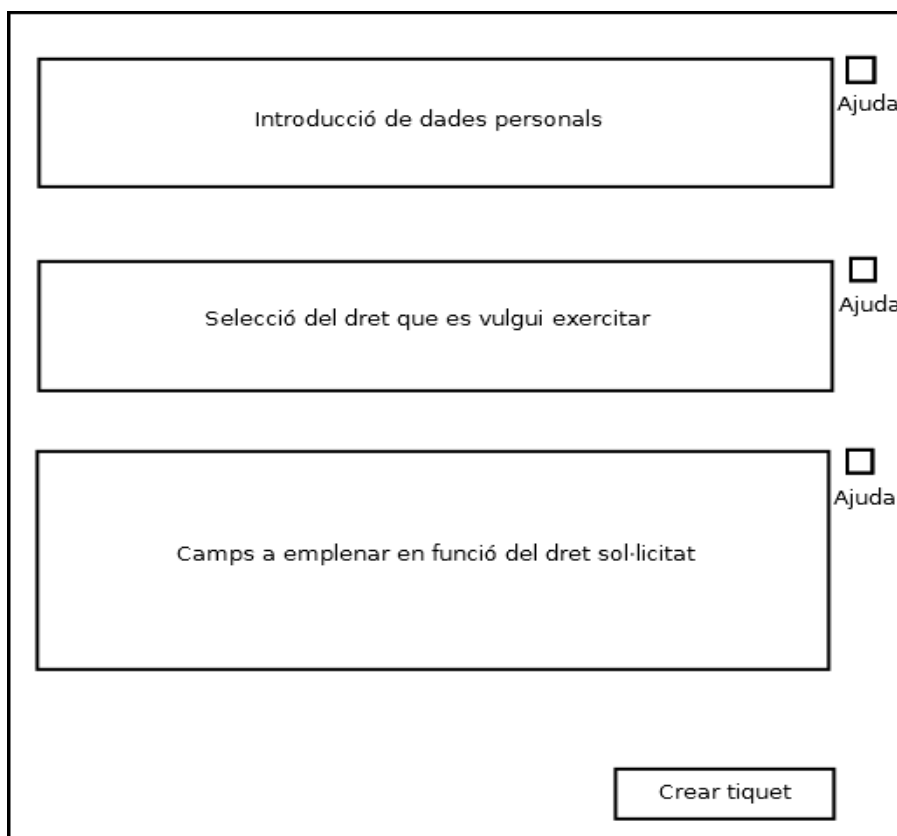 Ajuda
Introducció de dades personals
Ajuda
Selecció del dret que es vulgui exercitar
Ajuda
Camps a emplenar en funció del dret sol·licitat
Crear tiquet